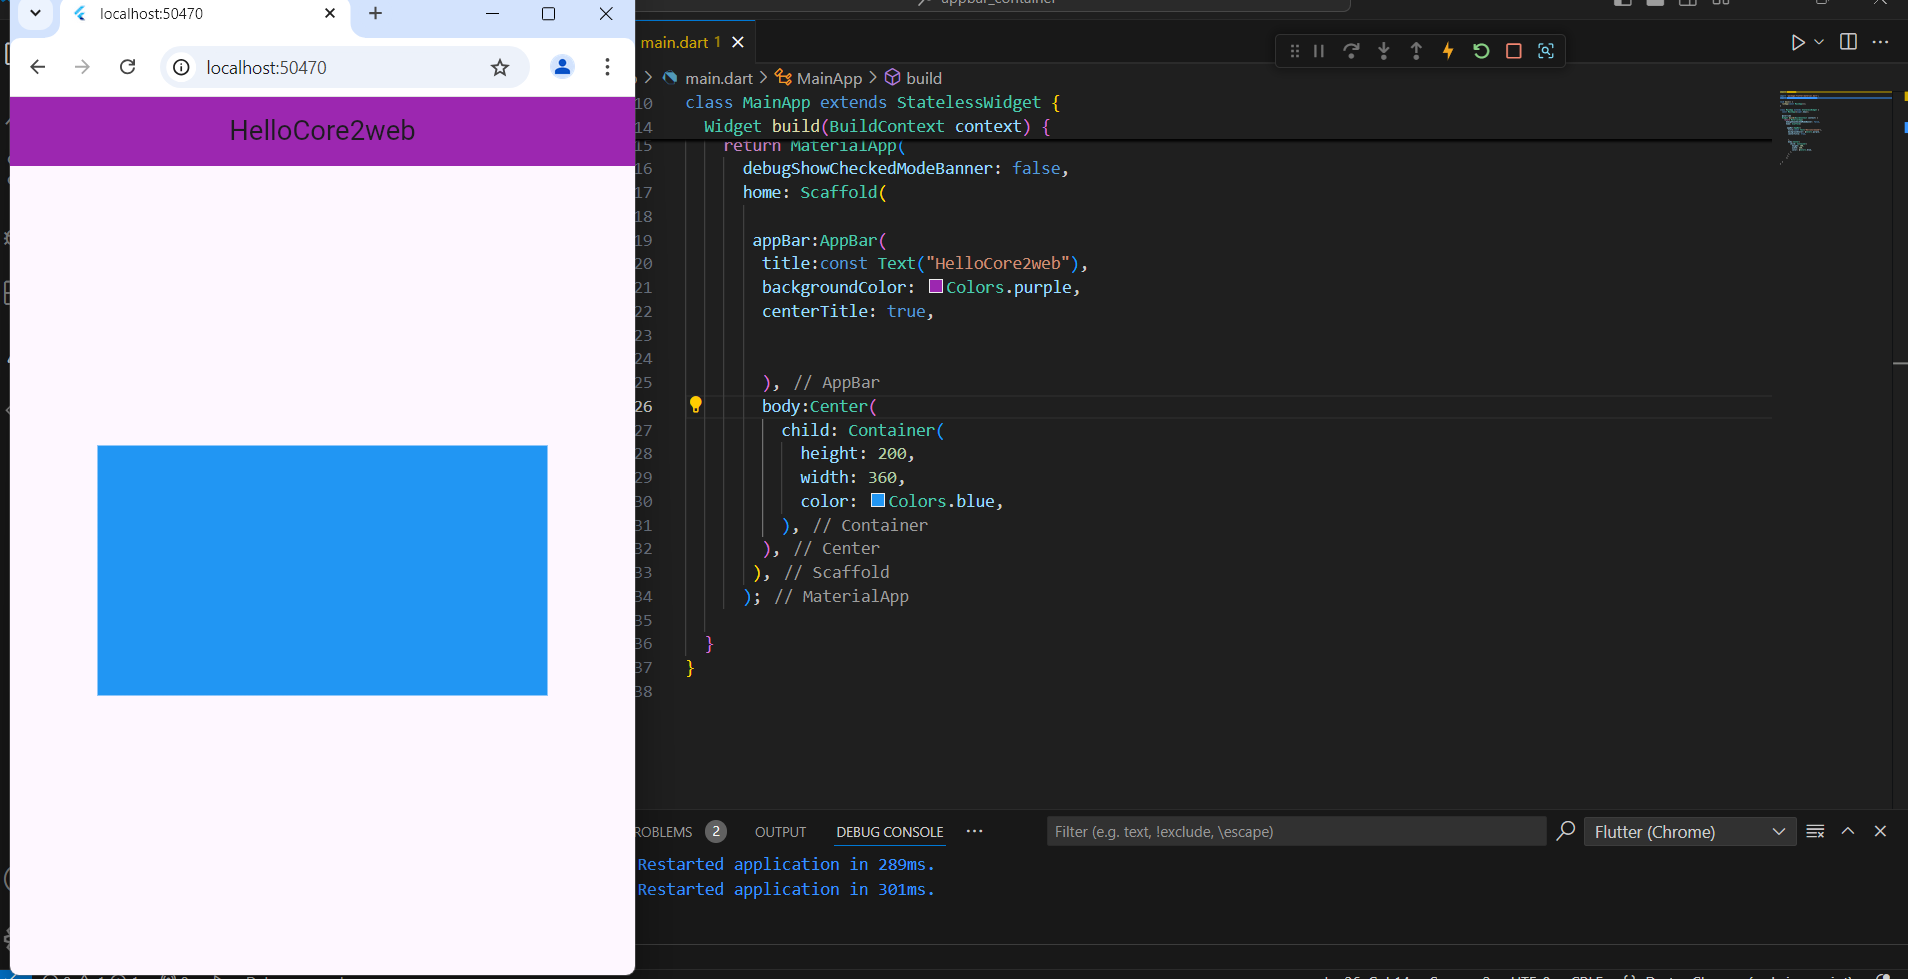 localhost:50470
localhost:50470
HelloCore2web
appbar_container
main.dart 1
main.dart > MainApp > build
10 class MainApp extends StatelessWidget {
14 Widget build(BuildContext context) {
15 return MaterialApp(
16 debugShowCheckedModeBanner: false,
17 home: Scaffold(
18
19 appBar:AppBar(
20 title:const Text("HelloCore2web"),
21 backgroundColor: Colors.purple,
22 centerTitle: true,
23
24
25 ), // AppBar
26 body:Center(
27 child: Container(
28 height: 200,
29 width: 360,
30 color: Colors.blue,
31 ), // Container
32 ), // Center
33 ), // Scaffold
34 ); // MaterialApp
35
36 }
37 }
38
ROBLEMS 2 OUTPUT DEBUG CONSOLE ... Filter (e.g. text, !exclude, \escape) Flutter (Chrome)
Restarted application in 289ms.
Restarted application in 301ms.